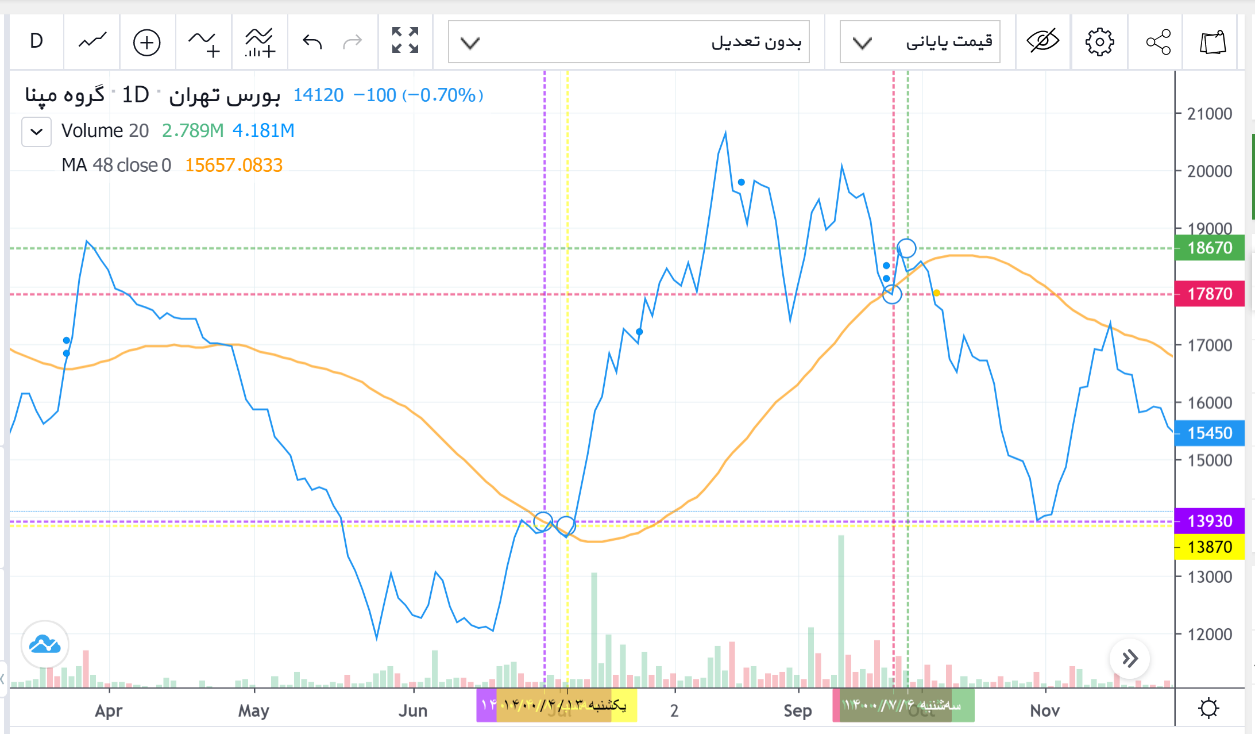 D
بدون تعدیل
قیمت پایانی
گروه مپنا · 1D · بورس تهران 14120 −100 (−0.70%)
Volume 20 2.789M 4.181M
MA 48 close 0 15657.0833
21000
20000
19000
18670
17870
17000
16000
15450
15000
13930
13870
13000
12000
Apr May Jun یکشنبه ۱۴۰۰/۴/۱۳ 2 Sep سه‌شنبه ۱۴۰۰/۷/۶ Oct Nov